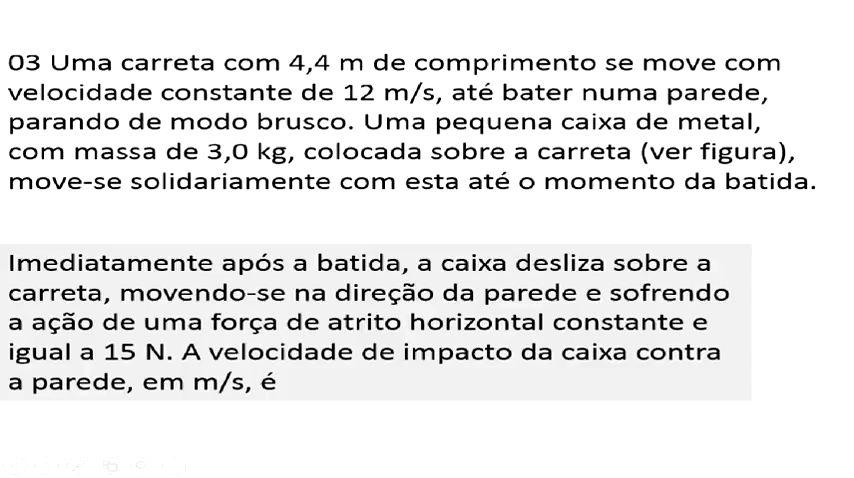 03 Uma carreta com 4,4 m de comprimento se move com
velocidade constante de 12 m/s, até bater numa parede,
parando de modo brusco. Uma pequena caixa de metal,
com massa de 3,0 kg, colocada sobre a carreta (ver figura),
move-se solidariamente com esta até o momento da batida.
Imediatamente após a batida, a caixa desliza sobre a
carreta, movendo-se na direção da parede e sofrendo
a ação de uma força de atrito horizontal constante e
igual a 15 N. A velocidade de impacto da caixa contra
a parede, em m/s, é